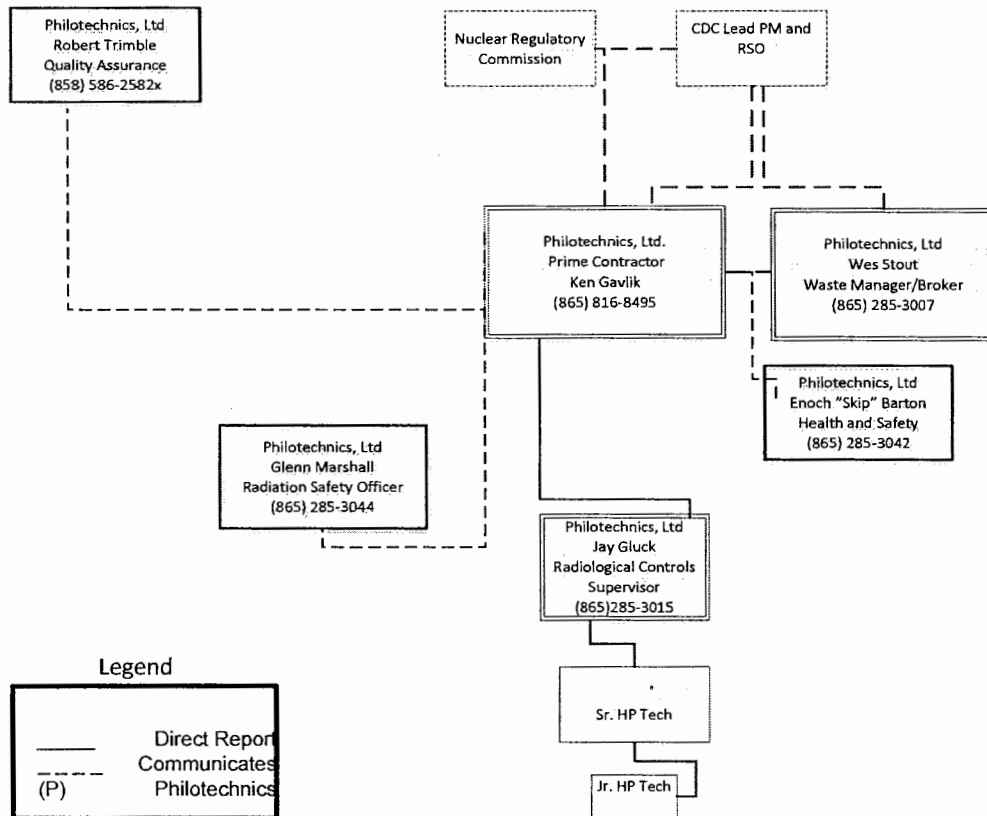 Philotechnics, Ltd
Robert Trimble
Quality Assurance
(858) 586-2582x
Nuclear Regulatory
Commission
CDC Lead PM and
RSO
Philotechnics, Ltd.
Prime Contractor
Ken Gavlik
(865) 816-8495
Philotechnics, Ltd
Wes Stout
Waste Manager/Broker
(865) 285-3007
Philotechnics, Ltd
Enoch "Skip" Barton
Health and Safety
(865) 285-3042
Philotechnics, Ltd
Glenn Marshall
Radiation Safety Officer
(865) 285-3044
Philotechnics, Ltd
Jay Gluck
Radiological Controls
Supervisor
(865)285-3015
Sr. HP Tech
Jr. HP Tech
Legend
Direct Report
Communicates
(P) Philotechnics